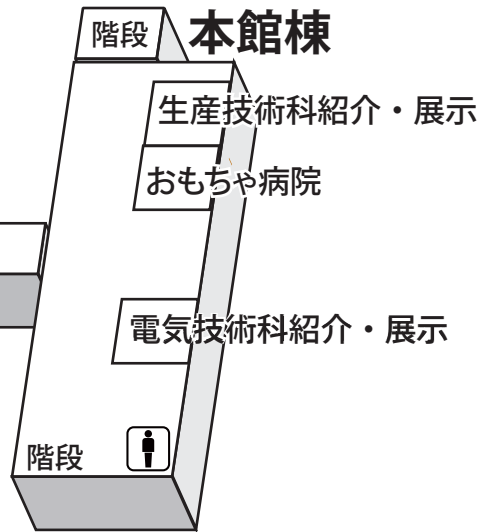 階段
本館棟
生産技術科紹介・展示
おもちゃ病院
電気技術科紹介・展示
階段